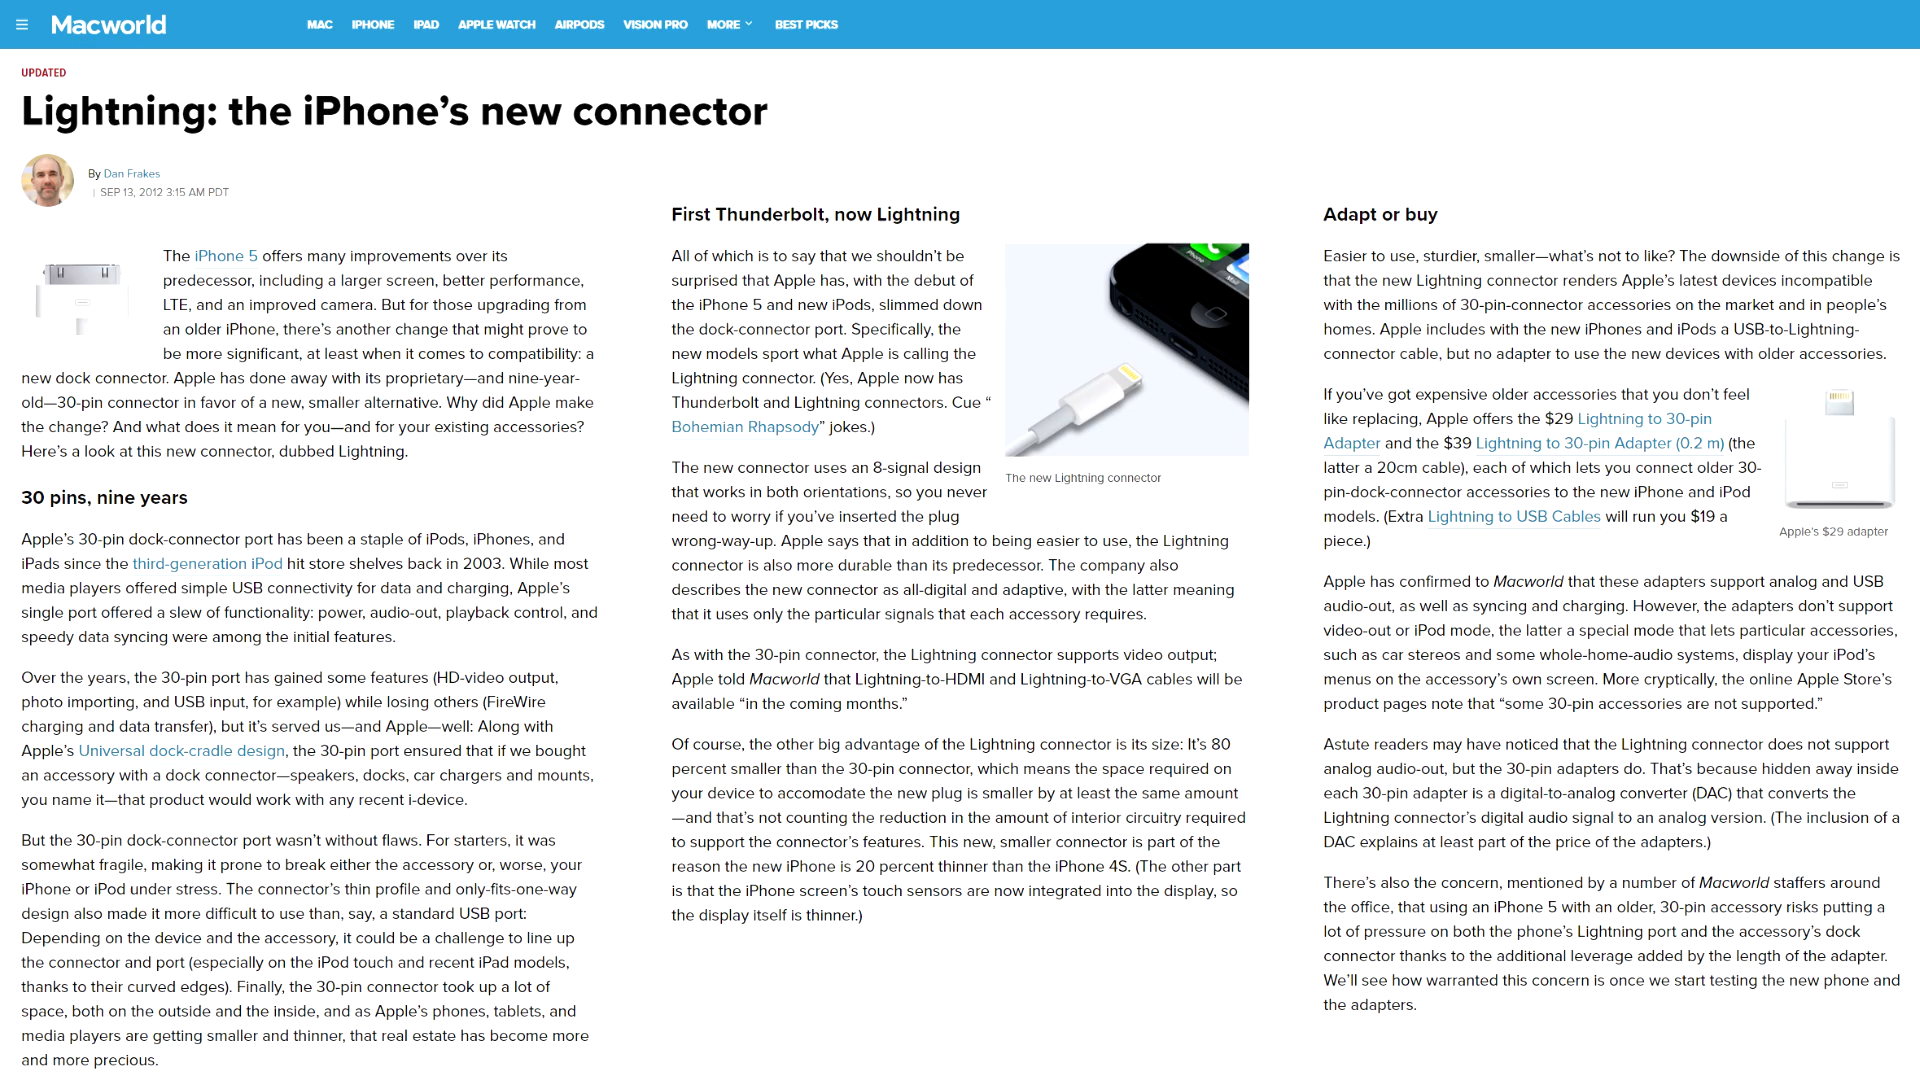 Macworld
MAC IPHONE IPAD APPLE WATCH AIRPODS VISION PRO MORE BEST PICKS
UPDATED
Lightning: the iPhone’s new connector
By Dan Frakes
| SEP 13, 2012 3:15 AM PDT
The iPhone 5 offers many improvements over its
predecessor, including a larger screen, better performance,
LTE, and an improved camera. But for those upgrading from
an older iPhone, there’s another change that might prove to
be more significant, at least when it comes to compatibility: a
new dock connector. Apple has done away with its proprietary—and nine-year-
old—30-pin connector in favor of a new, smaller alternative. Why did Apple make
the change? And what does it mean for you—and for your existing accessories?
Here’s a look at this new connector, dubbed Lightning.
30 pins, nine years
Apple’s 30-pin dock-connector port has been a staple of iPods, iPhones, and
iPads since the third-generation iPod hit store shelves back in 2003. While most
media players offered simple USB connectivity for data and charging, Apple’s
single port offered a slew of functionality: power, audio-out, playback control, and
speedy data syncing were among the initial features.
Over the years, the 30-pin port has gained some features (HD-video output,
photo importing, and USB input, for example) while losing others (FireWire
charging and data transfer), but it’s served us—and Apple—well: Along with
Apple’s Universal dock-cradle design, the 30-pin port ensured that if we bought
an accessory with a dock connector—speakers, docks, car chargers and mounts,
you name it—that product would work with any recent i-device.
But the 30-pin dock-connector port wasn’t without flaws. For starters, it was
somewhat fragile, making it prone to break either the accessory or, worse, your
iPhone or iPod under stress. The connector’s thin profile and only-fits-one-way
design also made it more difficult to use than, say, a standard USB port:
Depending on the device and the accessory, it could be a challenge to line up
the connector and port (especially on the iPod touch and recent iPad models,
thanks to their curved edges). Finally, the 30-pin connector took up a lot of
space, both on the outside and the inside, and as Apple’s phones, tablets, and
media players are getting smaller and thinner, that real estate has become more
and more precious.
First Thunderbolt, now Lightning
All of which is to say that we shouldn’t be
surprised that Apple has, with the debut of
the iPhone 5 and new iPods, slimmed down
the dock-connector port. Specifically, the
new models sport what Apple is calling the
Lightning connector. (Yes, Apple now has
Thunderbolt and Lightning connectors. Cue “
Bohemian Rhapsody” jokes.)
Phone
Mail
The new Lightning connector
The new connector uses an 8-signal design
that works in both orientations, so you never
need to worry if you’ve inserted the plug
wrong-way-up. Apple says that in addition to being easier to use, the Lightning
connector is also more durable than its predecessor. The company also
describes the new connector as all-digital and adaptive, with the latter meaning
that it uses only the particular signals that each accessory requires.
As with the 30-pin connector, the Lightning connector supports video output;
Apple told Macworld that Lightning-to-HDMI and Lightning-to-VGA cables will be
available “in the coming months.”
Of course, the other big advantage of the Lightning connector is its size: It’s 80
percent smaller than the 30-pin connector, which means the space required on
your device to accomodate the new plug is smaller by at least the same amount
—and that’s not counting the reduction in the amount of interior circuitry required
to support the connector’s features. This new, smaller connector is part of the
reason the new iPhone is 20 percent thinner than the iPhone 4S. (The other part
is that the iPhone screen’s touch sensors are now integrated into the display, so
the display itself is thinner.)
Adapt or buy
Easier to use, sturdier, smaller—what’s not to like? The downside of this change is
that the new Lightning connector renders Apple’s latest devices incompatible
with the millions of 30-pin-connector accessories on the market and in people’s
homes. Apple includes with the new iPhones and iPods a USB-to-Lightning-
connector cable, but no adapter to use the new devices with older accessories.
If you’ve got expensive older accessories that you don’t feel
like replacing, Apple offers the $29 Lightning to 30-pin
Adapter and the $39 Lightning to 30-pin Adapter (0.2 m) (the
latter a 20cm cable), each of which lets you connect older 30-
pin-dock-connector accessories to the new iPhone and iPod
models. (Extra Lightning to USB Cables will run you $19 a
piece.)
Apple’s $29 adapter
Apple has confirmed to Macworld that these adapters support analog and USB
audio-out, as well as syncing and charging. However, the adapters don’t support
video-out or iPod mode, the latter a special mode that lets particular accessories,
such as car stereos and some whole-home-audio systems, display your iPod’s
menus on the accessory’s own screen. More cryptically, the online Apple Store’s
product pages note that “some 30-pin accessories are not supported.”
Astute readers may have noticed that the Lightning connector does not support
analog audio-out, but the 30-pin adapters do. That’s because hidden away inside
each 30-pin adapter is a digital-to-analog converter (DAC) that converts the
Lightning connector’s digital audio signal to an analog version. (The inclusion of a
DAC explains at least part of the price of the adapters.)
There’s also the concern, mentioned by a number of Macworld staffers around
the office, that using an iPhone 5 with an older, 30-pin accessory risks putting a
lot of pressure on both the phone’s Lightning port and the accessory’s dock
connector thanks to the additional leverage added by the length of the adapter.
We’ll see how warranted this concern is once we start testing the new phone and
the adapters.